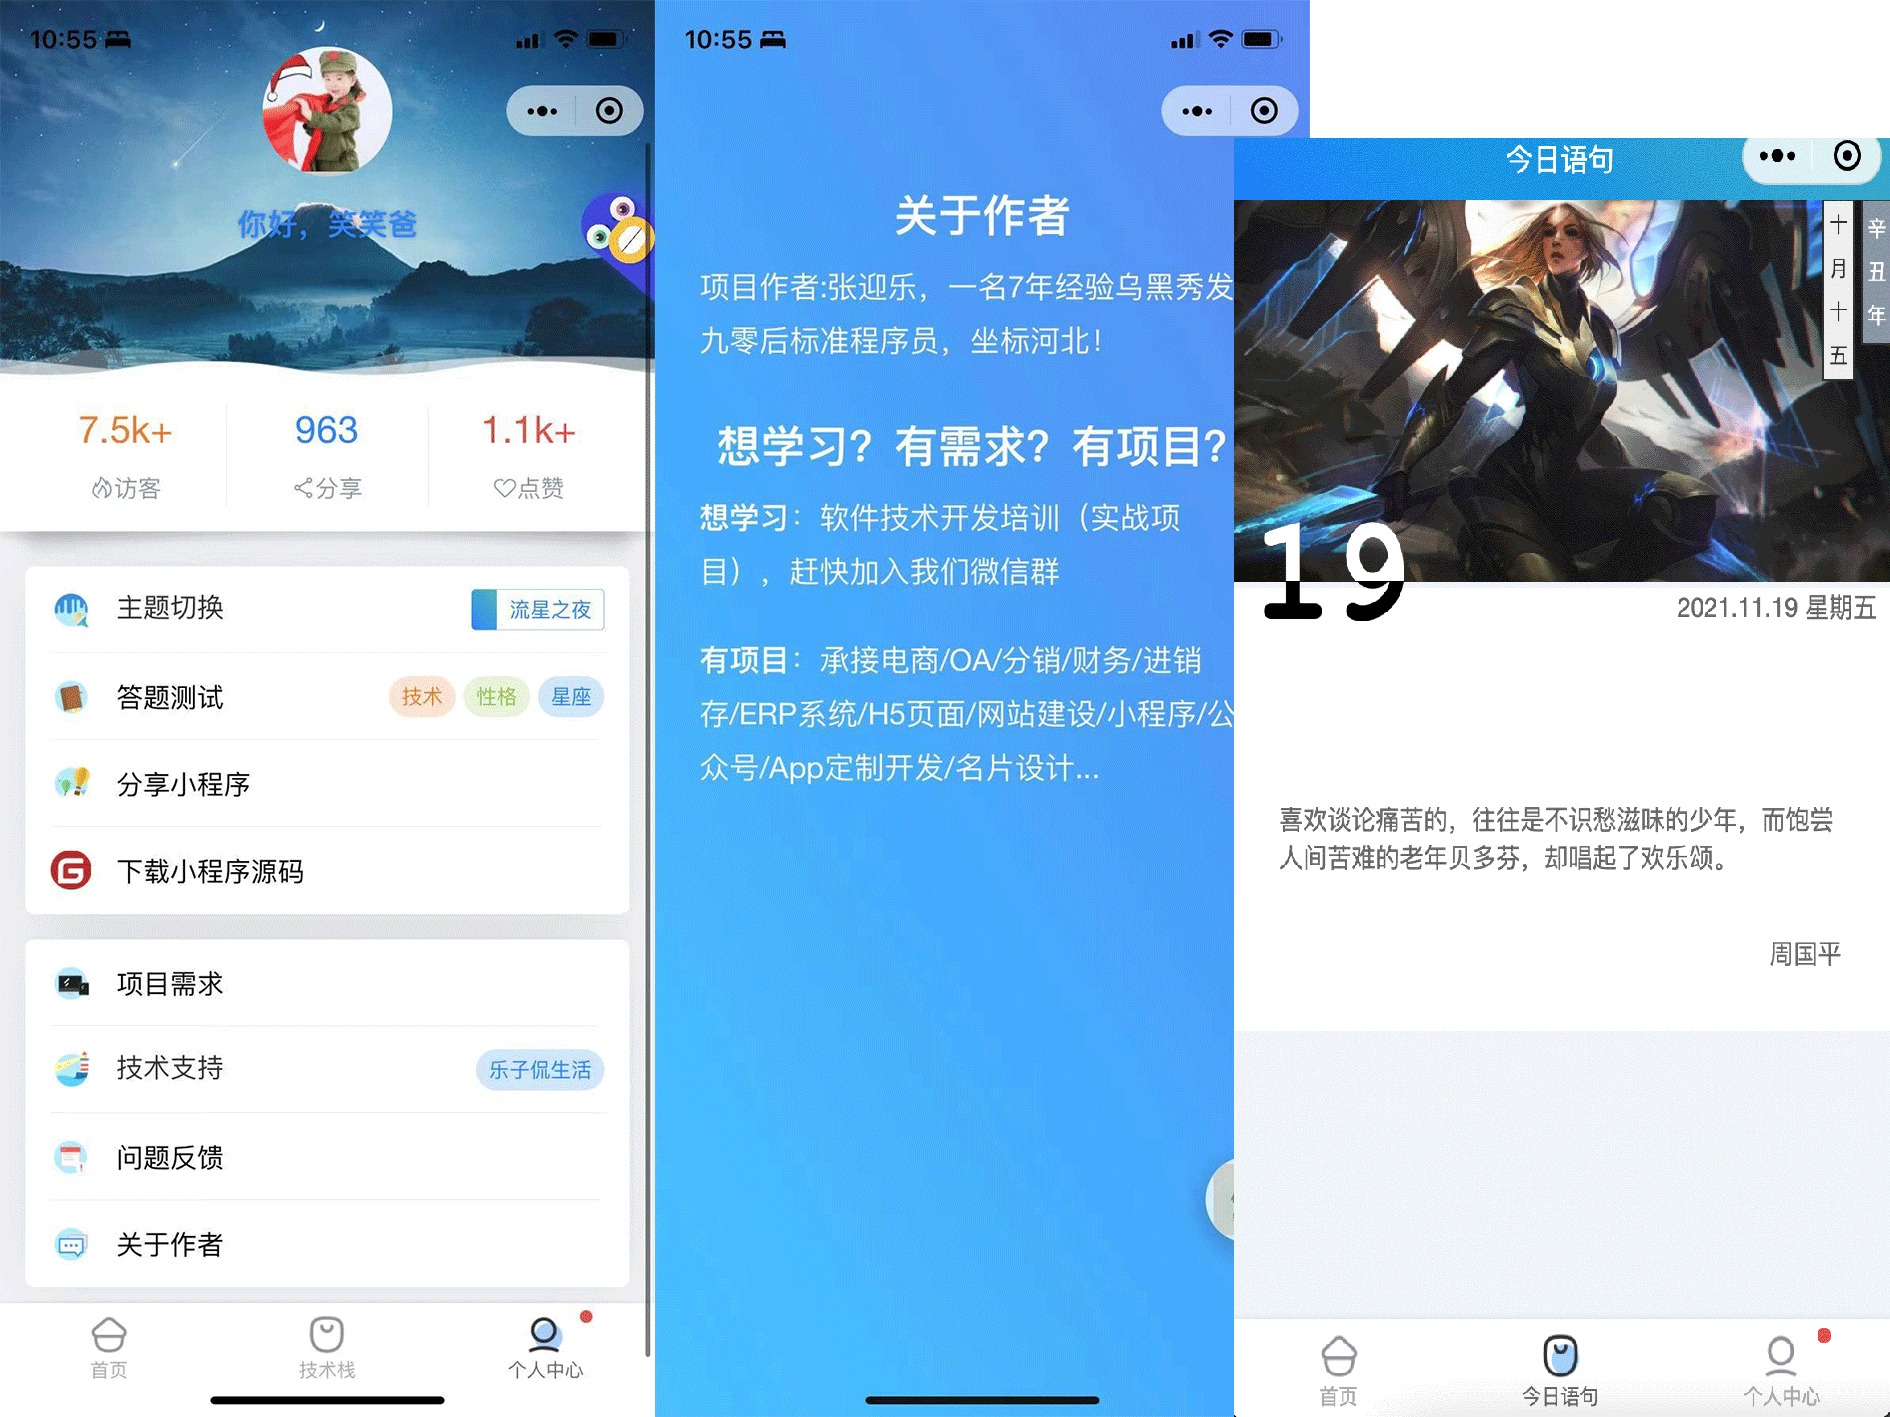 10:55
你好，笑笑爸
7.5k+
963
1.1k+
访客
分享
点赞
主题切换
流星之夜
答题测试
技术
性格
星座
分享小程序
G
下载小程序源码
项目需求
技术支持
乐子侃生活
问题反馈
关于作者
首页
技术栈
个人中心
10:55
关于作者
项目作者:张迎乐，一名7年经验乌黑秀发
九零后标准程序员，坐标河北！
想学习？有需求？有项目？
想学习：软件技术开发培训（实战项
目），赶快加入我们微信群
有项目：承接电商/OA/分销/财务/进销
存/ERP系统/H5页面/网站建设/小程序/公
众号/App定制开发/名片设计...
今日语句
十月十五
辛丑年
19
2021.11.19 星期五
喜欢谈论痛苦的，往往是不识愁滋味的少年，而饱尝
人间苦难的老年贝多芬，却唱起了欢乐颂。
周国平
首页
今日语句
个人中心